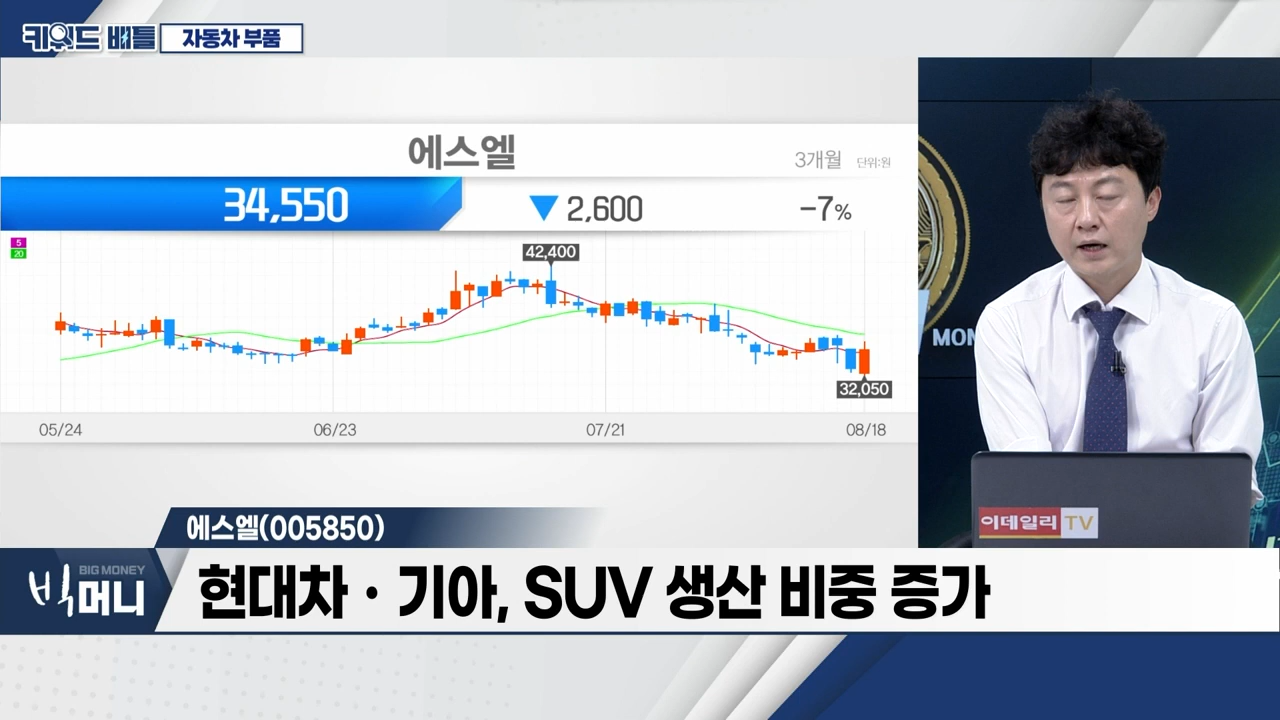 키워드 배틀 자동차 부품
에스엘
3개월 단위:원
34,550 ▼ 2,600 -7%
5
20
42,400
32,050
05/24 06/23 07/21 08/18
MON
이데일리 TV
에스엘(005850)
BIG MONEY
빅머니
현대차·기아, SUV 생산 비중 증가